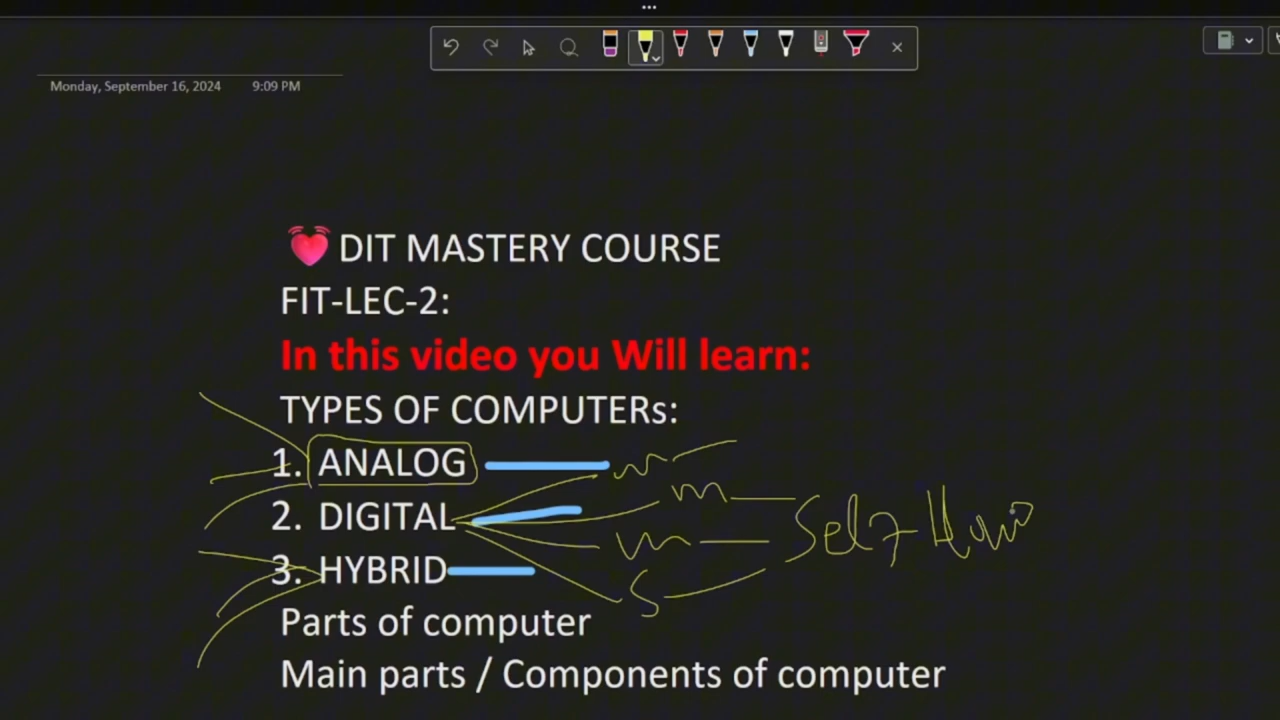 Monday, September 16, 2024 9:09 PM
💓 DIT MASTERY COURSE
FIT-LEC-2:
In this video you Will learn:
TYPES OF COMPUTERs:
1. ANALOG m
2. DIGITAL m
m Self
3. HYBRID S
Parts of computer
Main parts / Components of computer